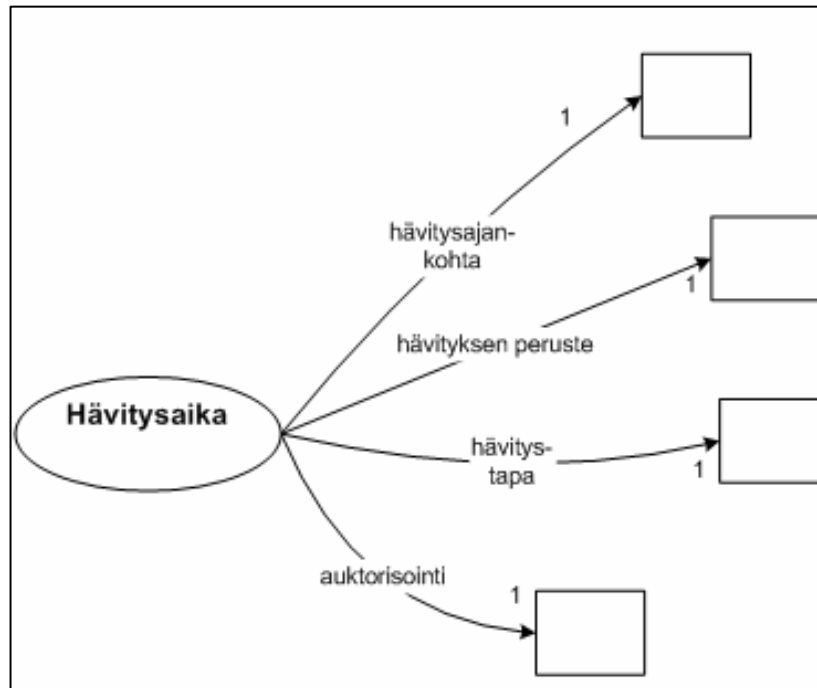 1
hävitysajan-
kohta
1
hävityksen peruste
Hävitysaika
hävitys-
tapa
1
auktorisointi
1